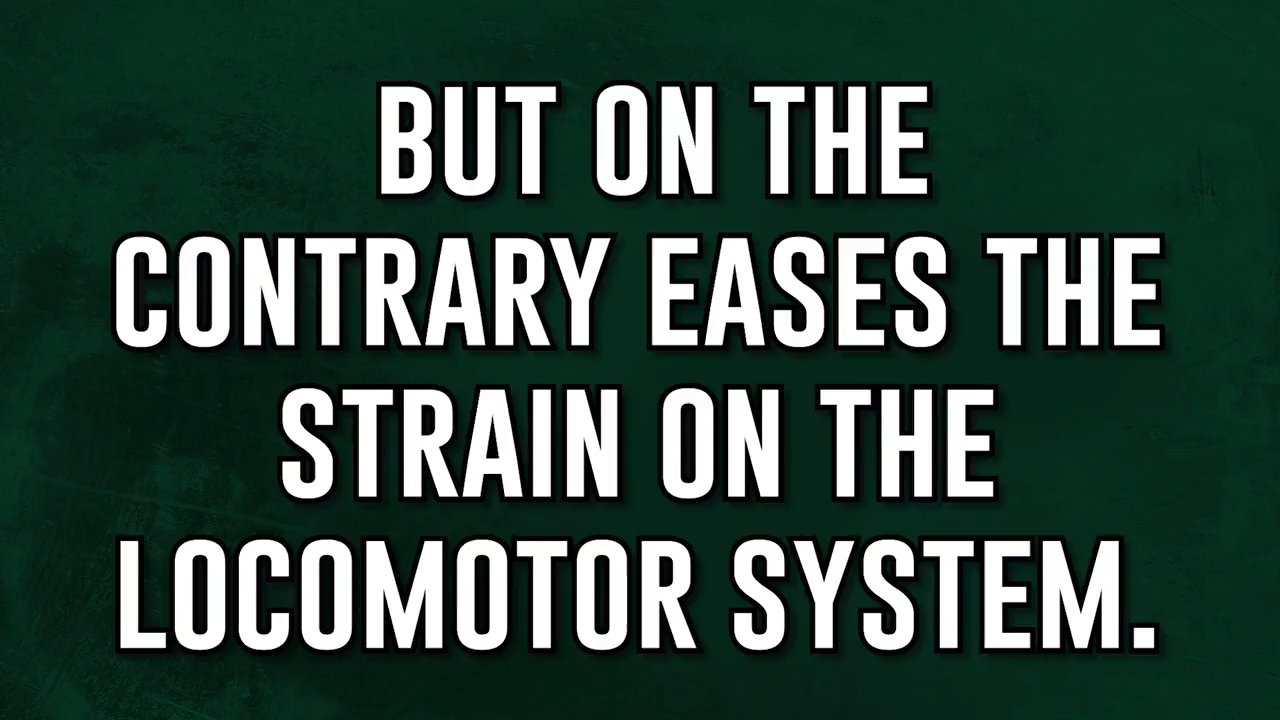 BUT ON THE
CONTRARY EASES THE
STRAIN ON THE
LOCOMOTOR SYSTEM.